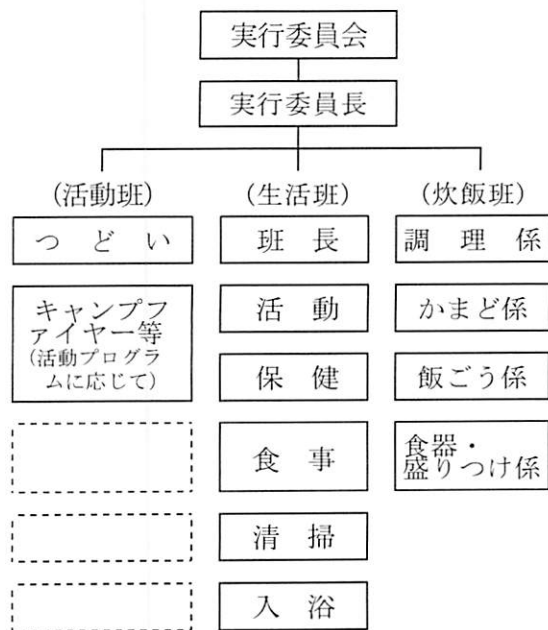 実行委員会
実行委員長
(活動班)
つどい
キャンプフ
ァイヤー等
(活動プログラ
ムに応じて)
(生活班)
班長
活動
保健
食事
清掃
入浴
(炊飯班)
調理係
かまど係
飯ごう係
食器・
盛りつけ係